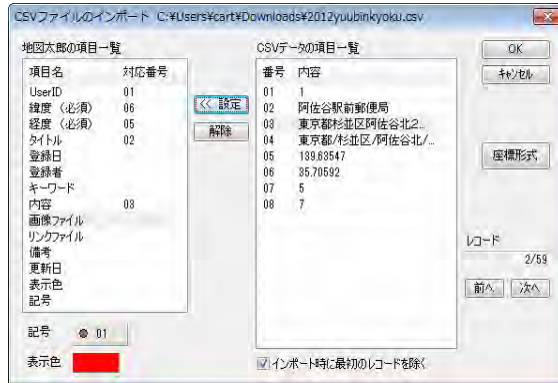 CSVファイルのインポート C:¥Users¥cart¥Downloads¥2012yuubinkyoku.csv
地図太郎の項目一覧
項目名 対応番号
UserID 01
緯度（必須） 06
経度（必須） 05
タイトル 02
登録日
登録者
キーワード
内容 03
画像ファイル
リンクファイル
備考
更新日
表示色
記号
記号 01
表示色
<< 設定
解除
CSVデータの項目一覧
番号 内容
01 1
02 阿佐谷駅前郵便局
03 東京都杉並区阿佐谷北2...
04 東京都/杉並区/阿佐谷北/...
05 139.63547
06 35.70592
07 5
08 7
インポート時に最初のレコードを除く
OK
キャンセル
座標形式
レコード
2/59
前へ 次へ